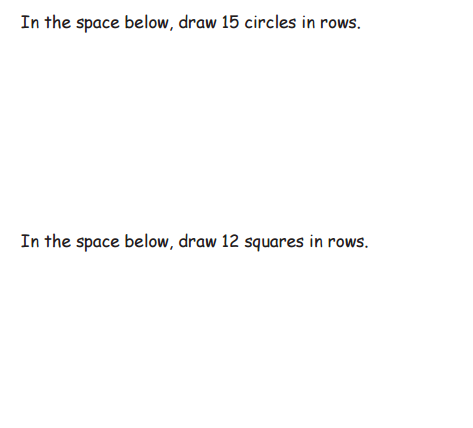 In the space below, draw 15 circles in rows.
In the space below, draw 12 squares in rows.